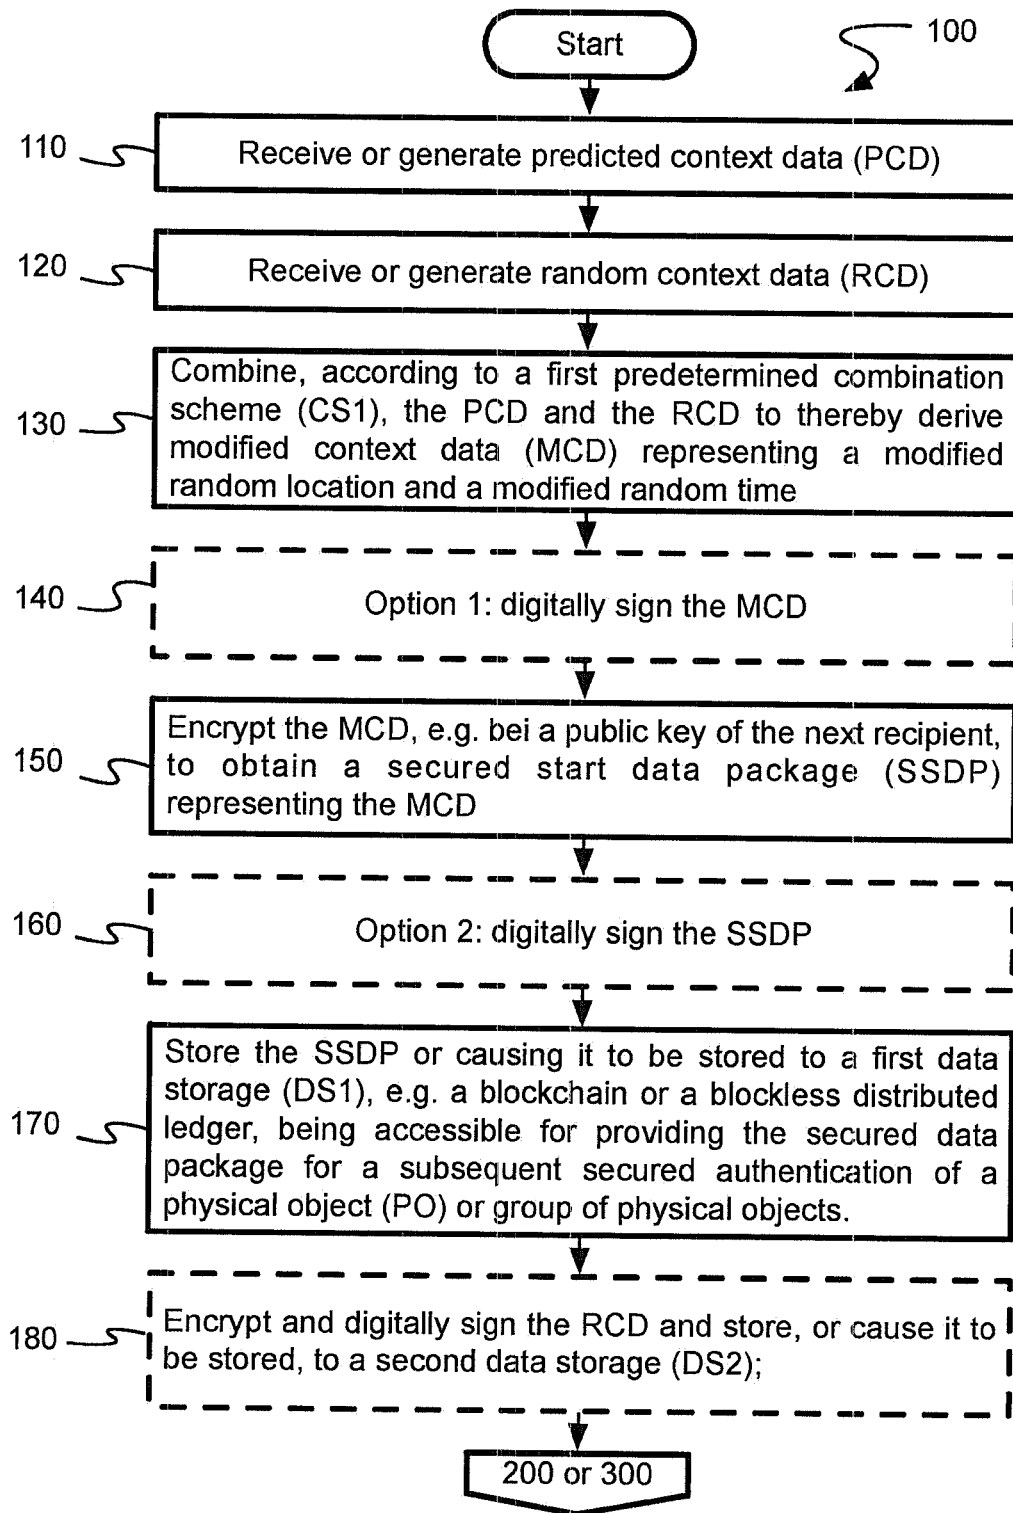 Start
100
110
Receive or generate predicted context data (PCD)
120
Receive or generate random context data (RCD)
130
Combine, according to a first predetermined combination
scheme (CS1), the PCD and the RCD to thereby derive
modified context data (MCD) representing a modified
random location and a modified random time
140
Option 1: digitally sign the MCD
150
Encrypt the MCD, e.g. bei a public key of the next recipient,
to obtain a secured start data package (SSDP)
representing the MCD
160
Option 2: digitally sign the SSDP
170
Store the SSDP or causing it to be stored to a first data
storage (DS1), e.g. a blockchain or a blockless distributed
ledger, being accessible for providing the secured data
package for a subsequent secured authentication of a
physical object (PO) or group of physical objects.
180
Encrypt and digitally sign the RCD and store, or cause it to
be stored, to a second data storage (DS2);
200 or 300